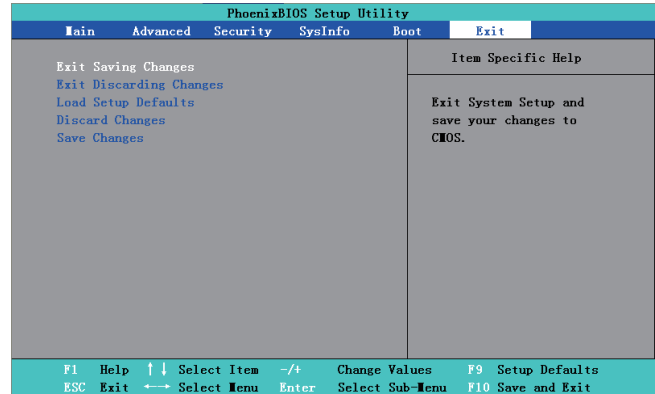 PhoenixBIOS Setup Utility
Main Advanced Security SysInfo Boot Exit
Exit Saving Changes
Exit Discarding Changes
Load Setup Defaults
Discard Changes
Save Changes
Item Specific Help
Exit System Setup and
save your changes to
CMOS.
F1 Help ↑↓ Select Item -/+ Change Values F9 Setup Defaults
ESC Exit ←→ Select Menu Enter Select Sub-Menu F10 Save and Exit